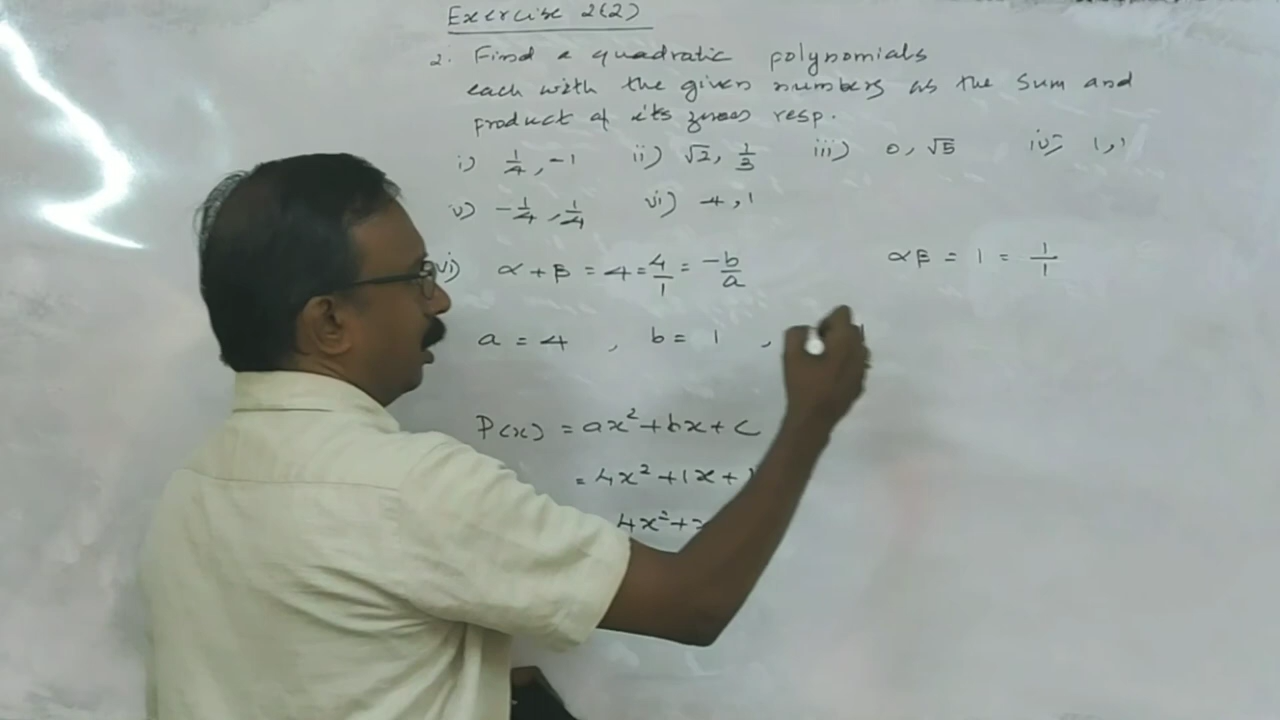 Exercise 2(2)
2. Find a quadratic polynomials
each with the given numbers as the sum and
product of its zeroes resp.
i) 1/4, -1 ii) √2, 1/3 iii) 0, √5 iv) 1, 1
v) -1/4, 1/4 vi) 4, 1
vi) α + β = 4 = 4/1 = -b/a αβ = 1 = 1/1
a = 4 , b = 1 ,
P(x) = ax² + bx + c
= 4x² + 1x +
4x² +